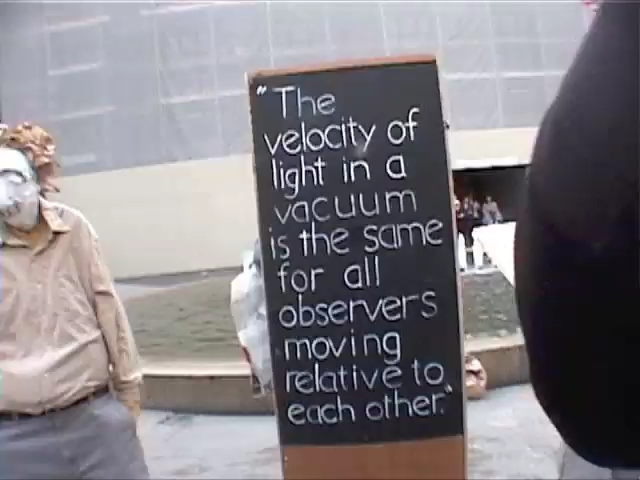 "The
velocity of
light in a
vacuum
is the same
for all
observers
moving
relative to
each other."